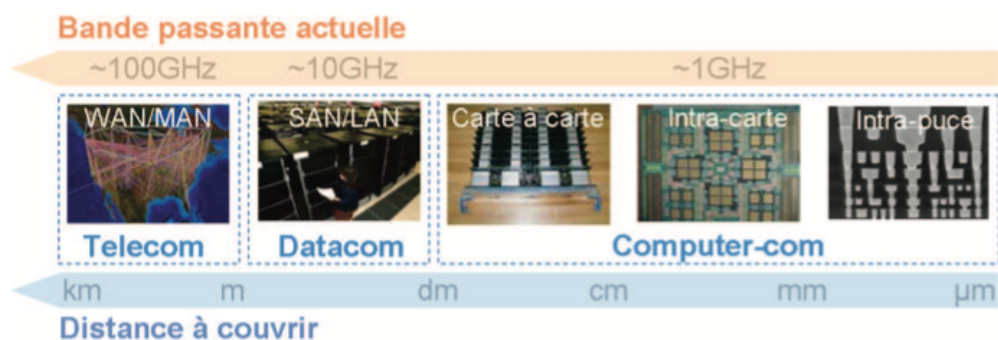 Bande passante actuelle
~100GHz ~10GHz ~1GHz
WAN/MAN SAN/LAN Carte à carte Intra-carte Intra-puce
Telecom Datacom Computer-com
km m dm cm mm µm
Distance à couvrir